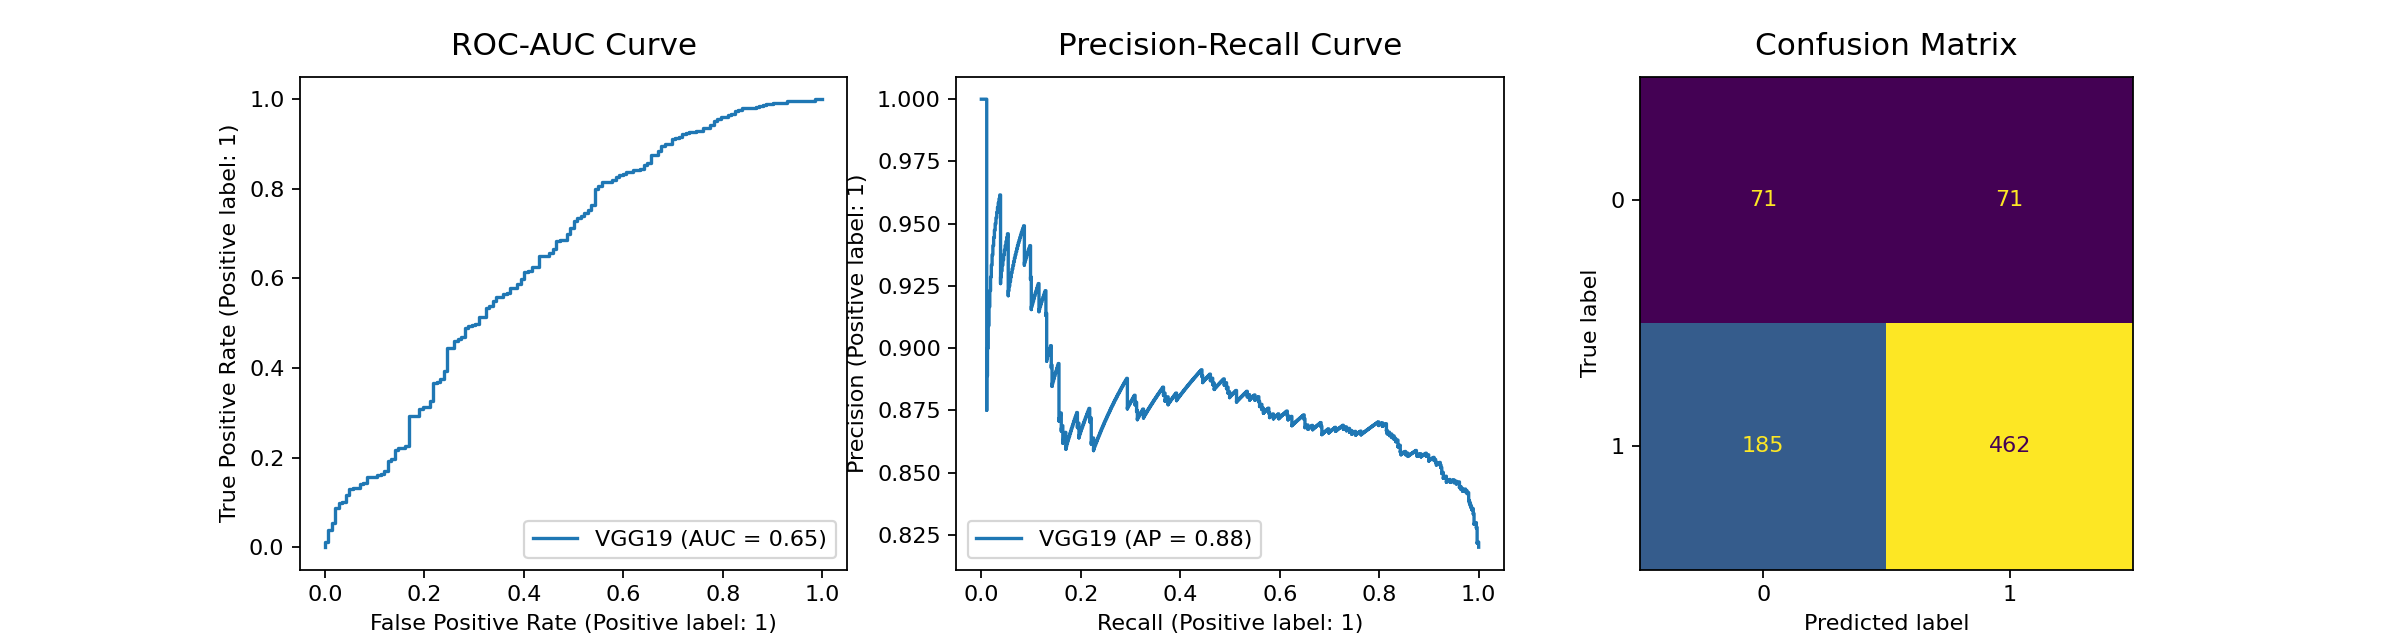 ROC-AUC Curve
True Positive Rate (Positive label: 1)
1.0
0.8
0.6
0.4
0.2
0.0
VGG19 (AUC = 0.65)
0.0 0.2 0.4 0.6 0.8 1.0
False Positive Rate (Positive label: 1)
Precision-Recall Curve
Precision (Positive label: 1)
1.000
0.975
0.950
0.925
0.900
0.875
0.850
0.825
VGG19 (AP = 0.88)
0.0 0.2 0.4 0.6 0.8 1.0
Recall (Positive label: 1)
Confusion Matrix
True label
0 71 71
1 185 462
0 1
Predicted label